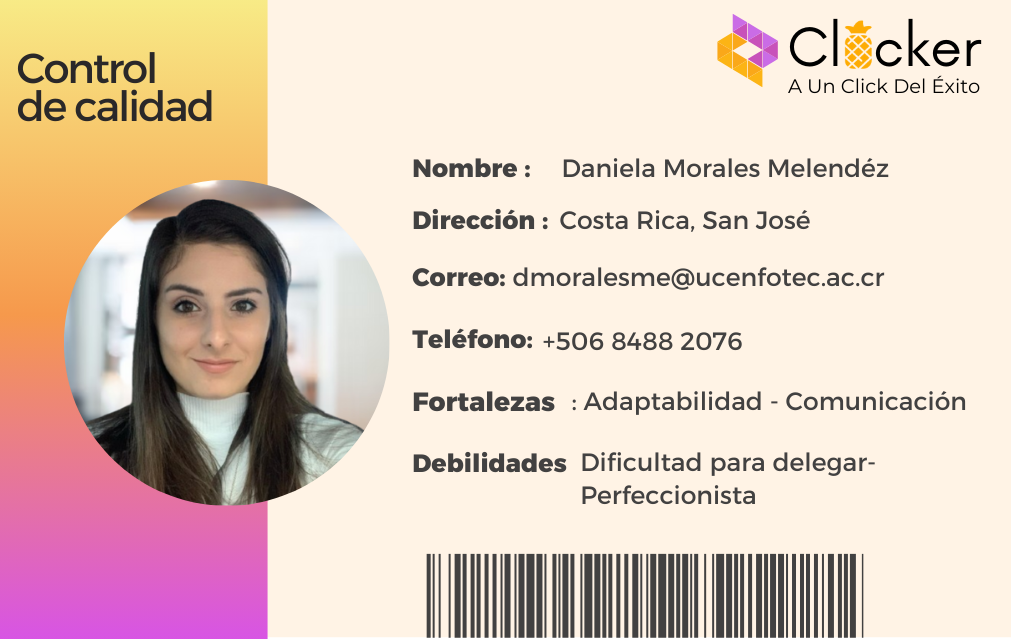 Control
de calidad
Clicker
A Un Click Del Éxito
Nombre : Daniela Morales Melendéz
Dirección : Costa Rica, San José
Correo: dmoralesme@ucenfotec.ac.cr
Teléfono: +506 8488 2076
Fortalezas : Adaptabilidad - Comunicación
Debilidades Dificultad para delegar-
Perfeccionista